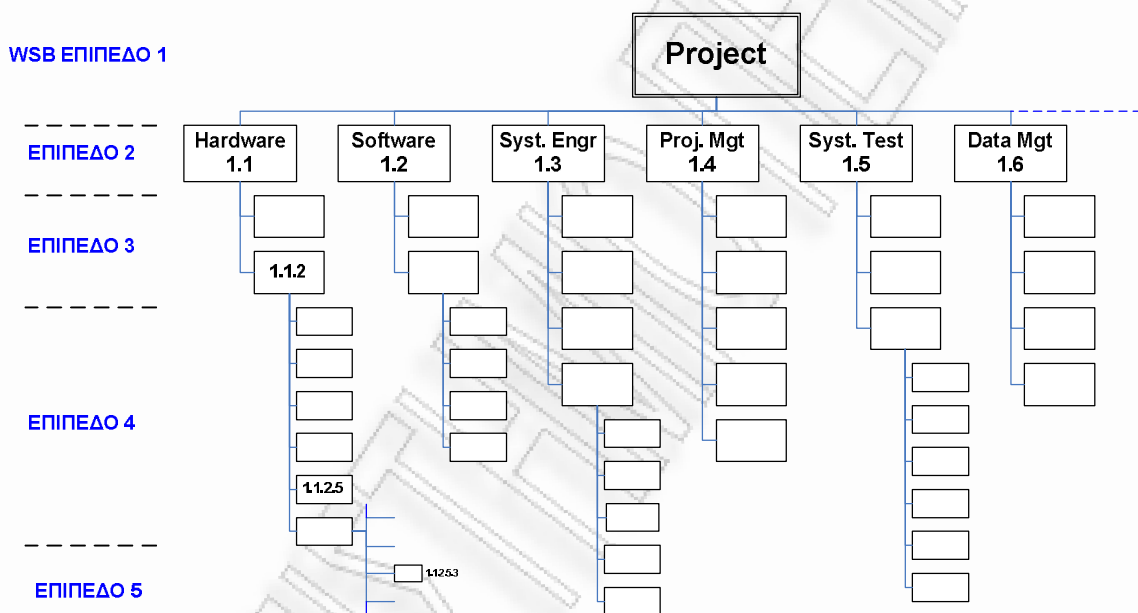 Project
WSB ΕΠΙΠΕΔΟ 1
ΕΠΙΠΕΔΟ 2
Hardware
1.1
Software
1.2
Syst. Engr
1.3
Proj. Mgt
1.4
Syst. Test
1.5
Data Mgt
1.6
ΕΠΙΠΕΔΟ 3
1.1.2
ΕΠΙΠΕΔΟ 4
1.1.2.5
1.1.2.5.3
ΕΠΙΠΕΔΟ 5